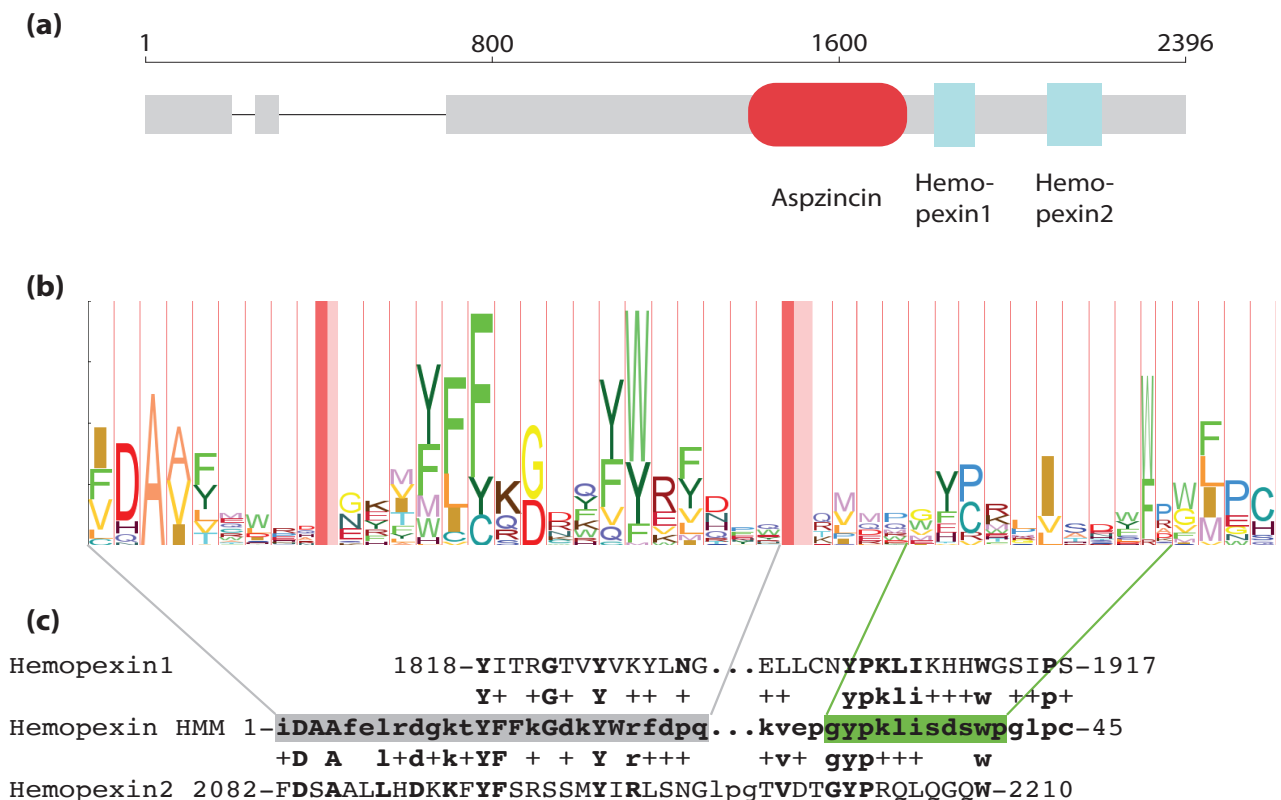 (a)
1 800 1600 2396
Aspzincin
Hemo-
pexin1
Hemo-
pexin2
(b)
(c)
Hemopexin1 1818–YITRGTVYVKYLNG...ELLCNYPKLIKHHWGSIPS–1917
Y+ +G+ Y ++ + ++ ypkli+++w ++p+
Hemopexin HMM 1–iDAAfelrdgktYFFkGdkYWrfdpq...kvepgypklisdswpglpc–45
+D A l+d+k+YF + + Y r+++ +v+ gyp+++ w
Hemopexin2 2082–FDSAALLHDKKFYFSRSSMYIRLSNGlpgTVDTGYPRQLQGQW–2210